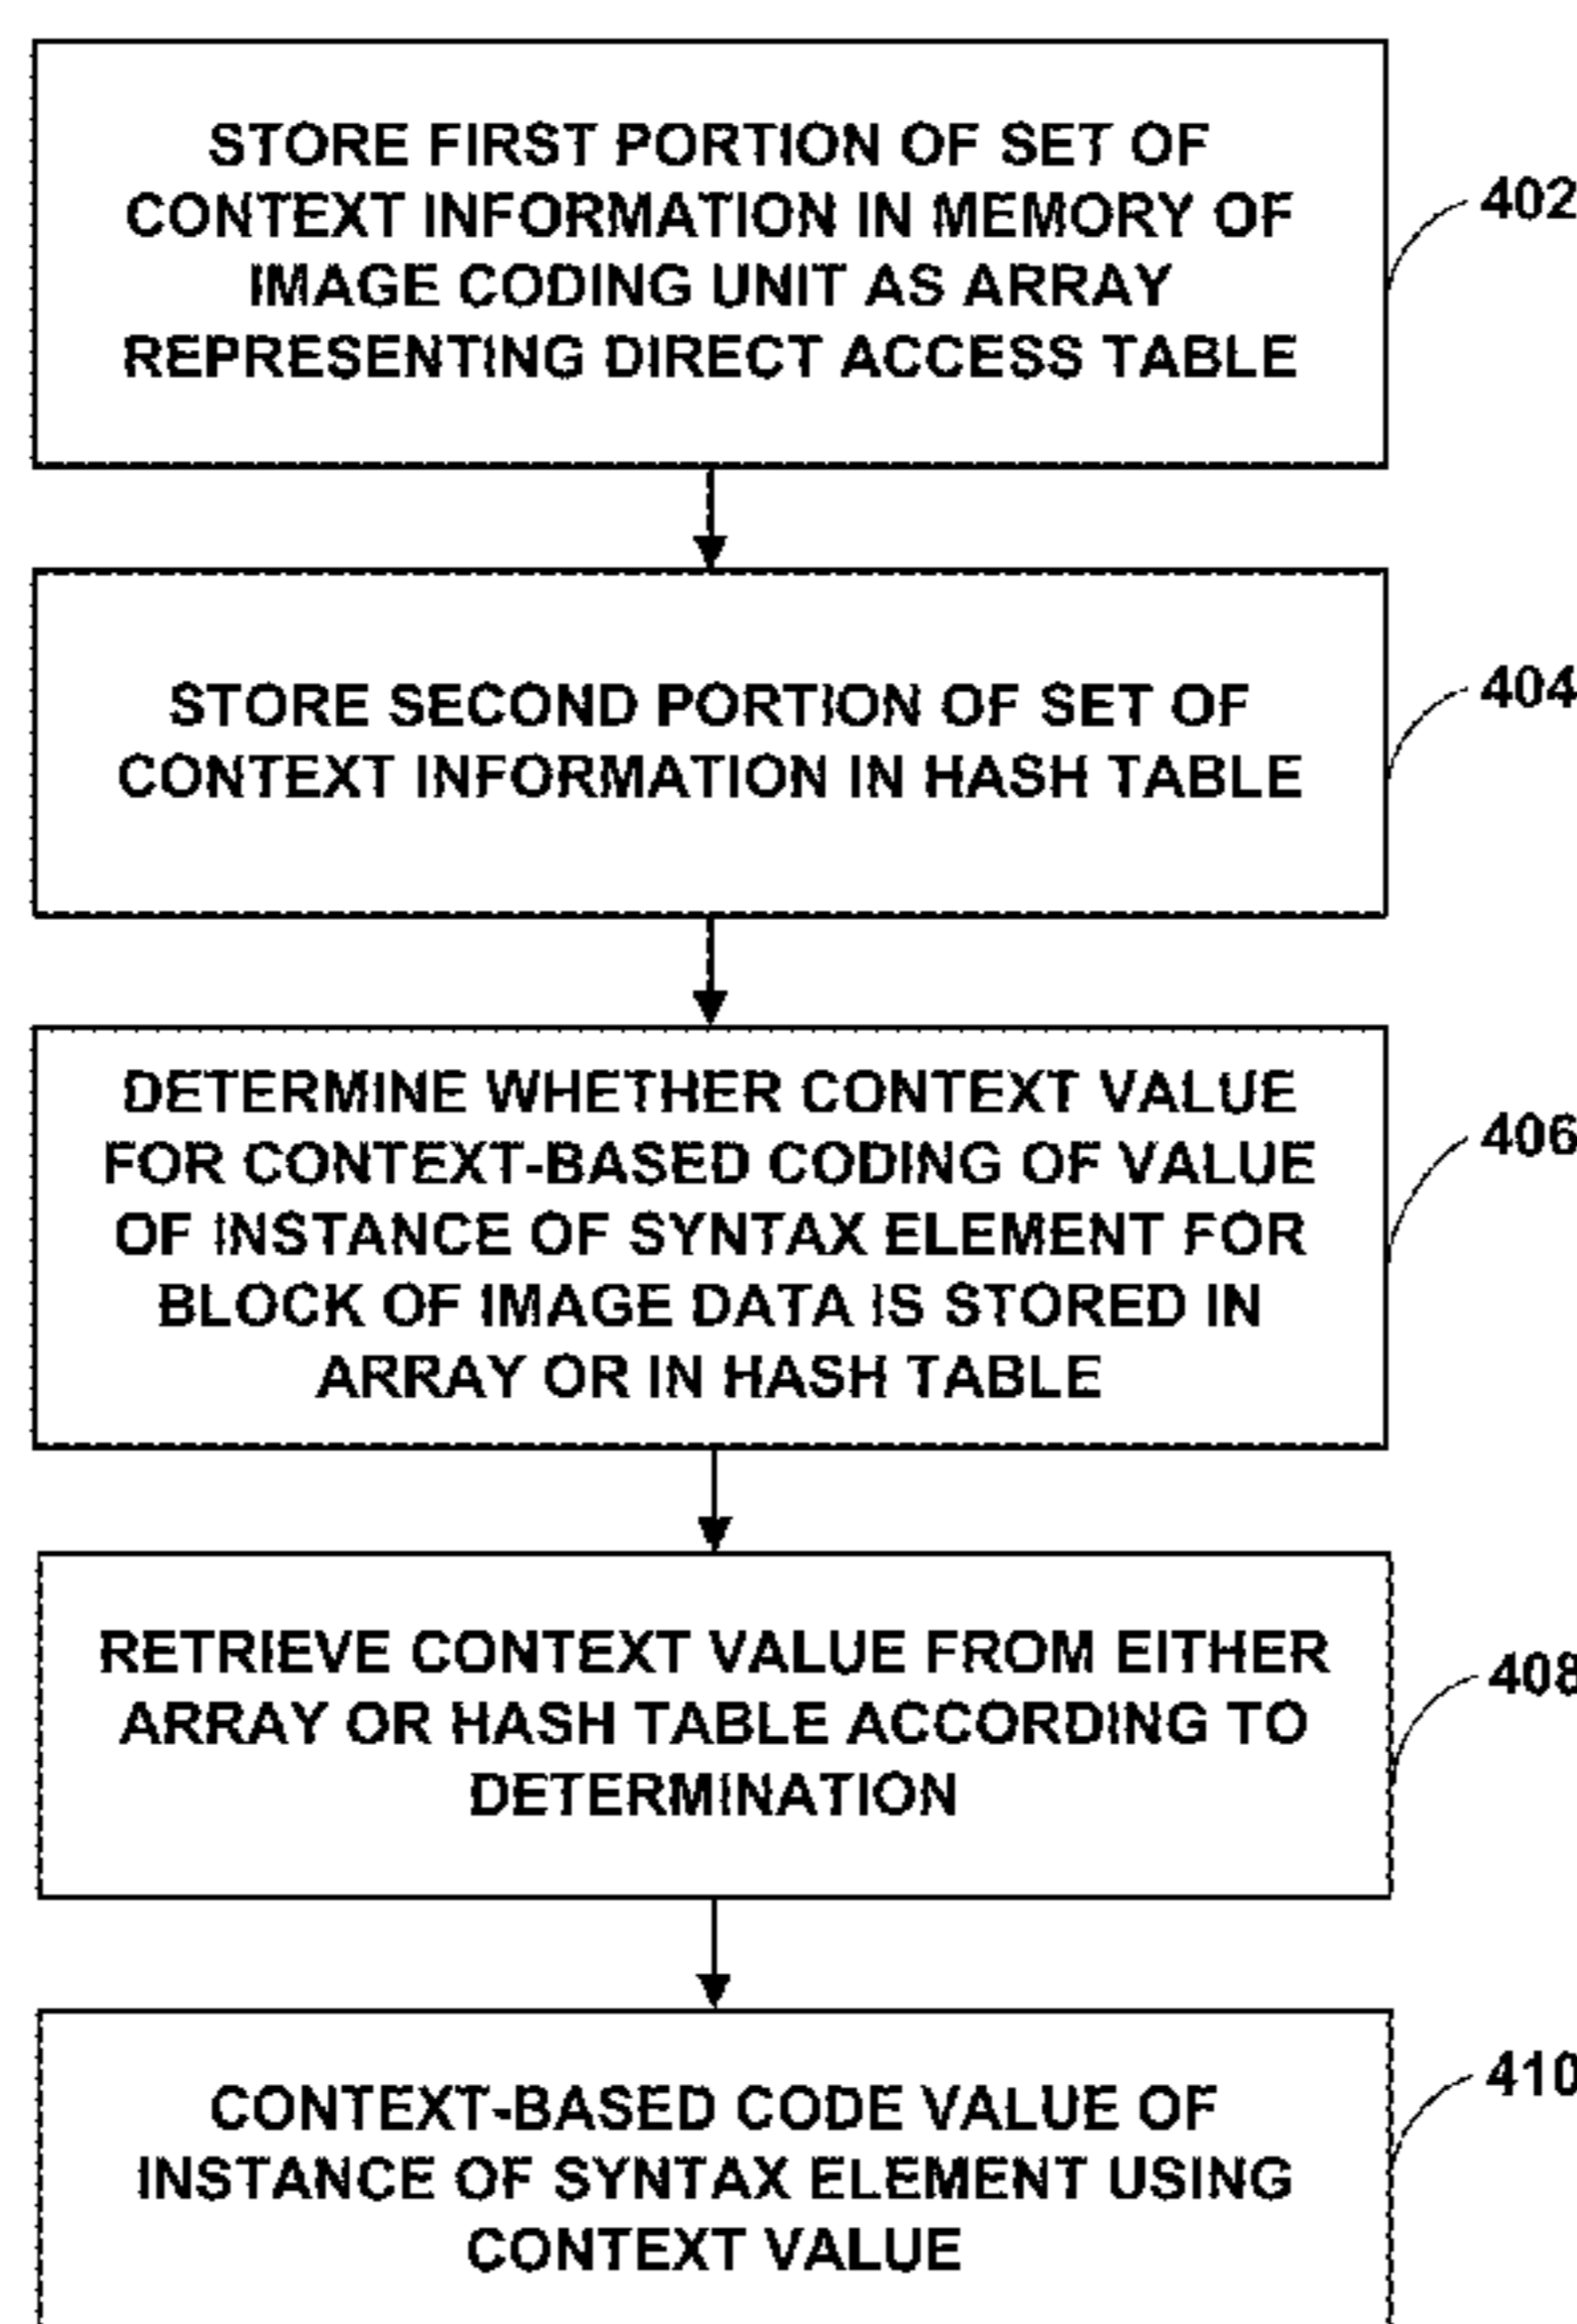 STORE FIRST PORTION OF SET OF
CONTEXT INFORMATION IN MEMORY OF
IMAGE CODING UNIT AS ARRAY
REPRESENTING DIRECT ACCESS TABLE
402
STORE SECOND PORTION OF SET OF
CONTEXT INFORMATION IN HASH TABLE
404
DETERMINE WHETHER CONTEXT VALUE
FOR CONTEXT-BASED CODING OF VALUE
OF INSTANCE OF SYNTAX ELEMENT FOR
BLOCK OF IMAGE DATA IS STORED IN
ARRAY OR IN HASH TABLE
406
RETRIEVE CONTEXT VALUE FROM EITHER
ARRAY OR HASH TABLE ACCORDING TO
DETERMINATION
408
CONTEXT-BASED CODE VALUE OF
INSTANCE OF SYNTAX ELEMENT USING
CONTEXT VALUE
410